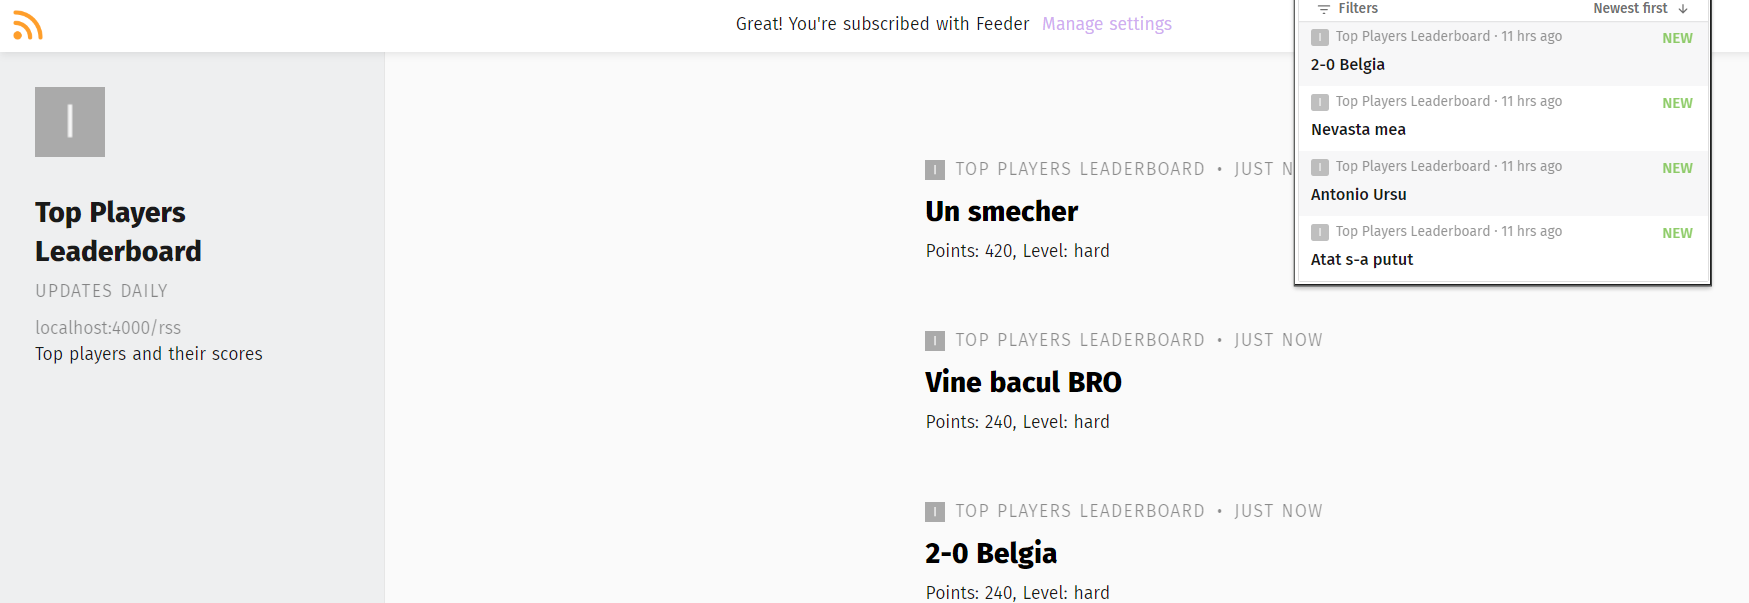 Great! You're subscribed with Feeder Manage settings
I
Top Players
Leaderboard
UPDATES DAILY
localhost:4000/rss
Top players and their scores
I TOP PLAYERS LEADERBOARD • JUST N
Un smecher
Points: 420, Level: hard
I TOP PLAYERS LEADERBOARD • JUST NOW
Vine bacul BRO
Points: 240, Level: hard
I TOP PLAYERS LEADERBOARD • JUST NOW
2-0 Belgia
Points: 240, Level: hard
Filters Newest first ↓
I Top Players Leaderboard · 11 hrs ago NEW
2-0 Belgia
I Top Players Leaderboard · 11 hrs ago NEW
Nevasta mea
I Top Players Leaderboard · 11 hrs ago NEW
Antonio Ursu
I Top Players Leaderboard · 11 hrs ago NEW
Atat s-a putut